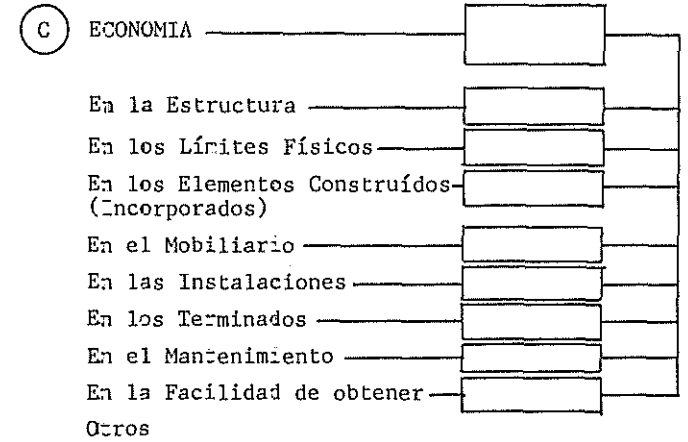 C ECONOMIA
En la Estructura
En los Límites Físicos
En los Elementos Construídos
(Incorporados)
En el Mobiliario
En las Instalaciones
En los Terminados
En el Mantenimiento
En la Facilidad de obtener
Otros